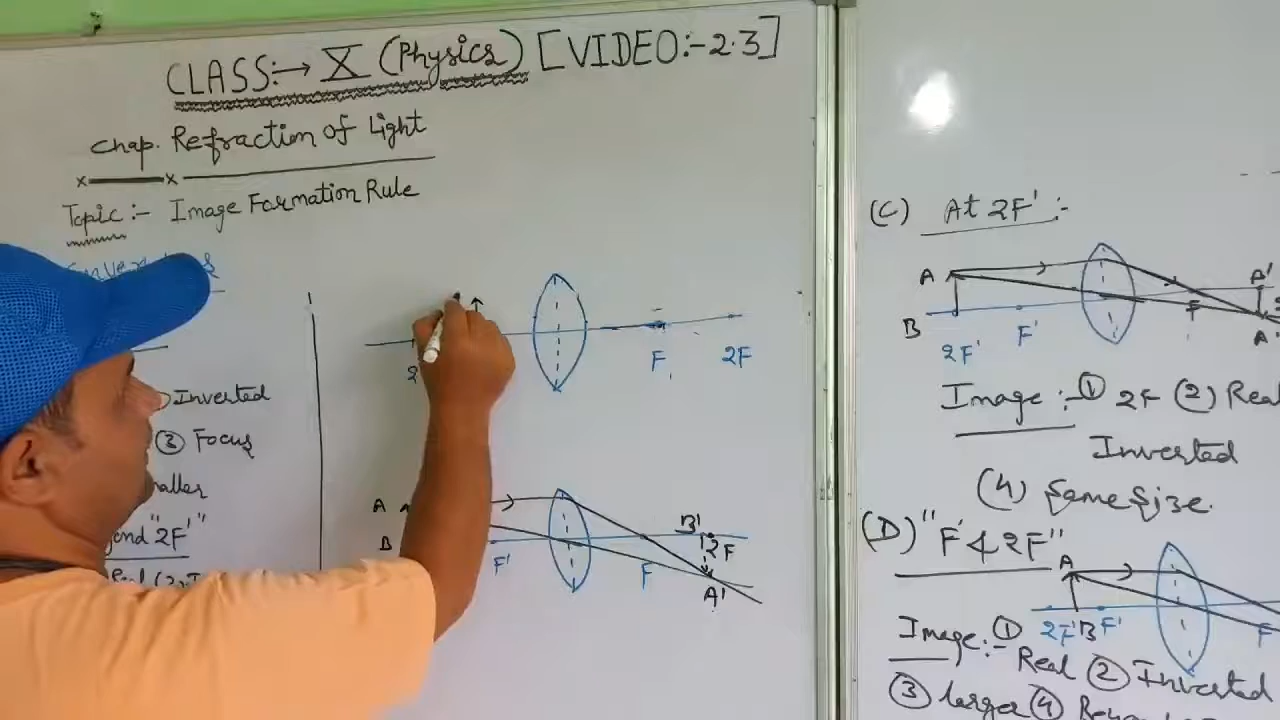 CLASS:→ X (Physics) [VIDEO:-2.3]
Chap. Refraction of Light
Topic :- Image Formation Rule
Inverted
③ Focus
"2F'"
F
2F
A
B
F'
F
B'
2F
A'
(C) At 2F' :-
A
B
2F'
F'
F
A'
A'
Image :- ① 2F (2) Real
Inverted
(4) Same Size.
(D) "F' & 2F"
A
2F' B F'
F
Image :- ①
Real ② Inverted
③ larger ④